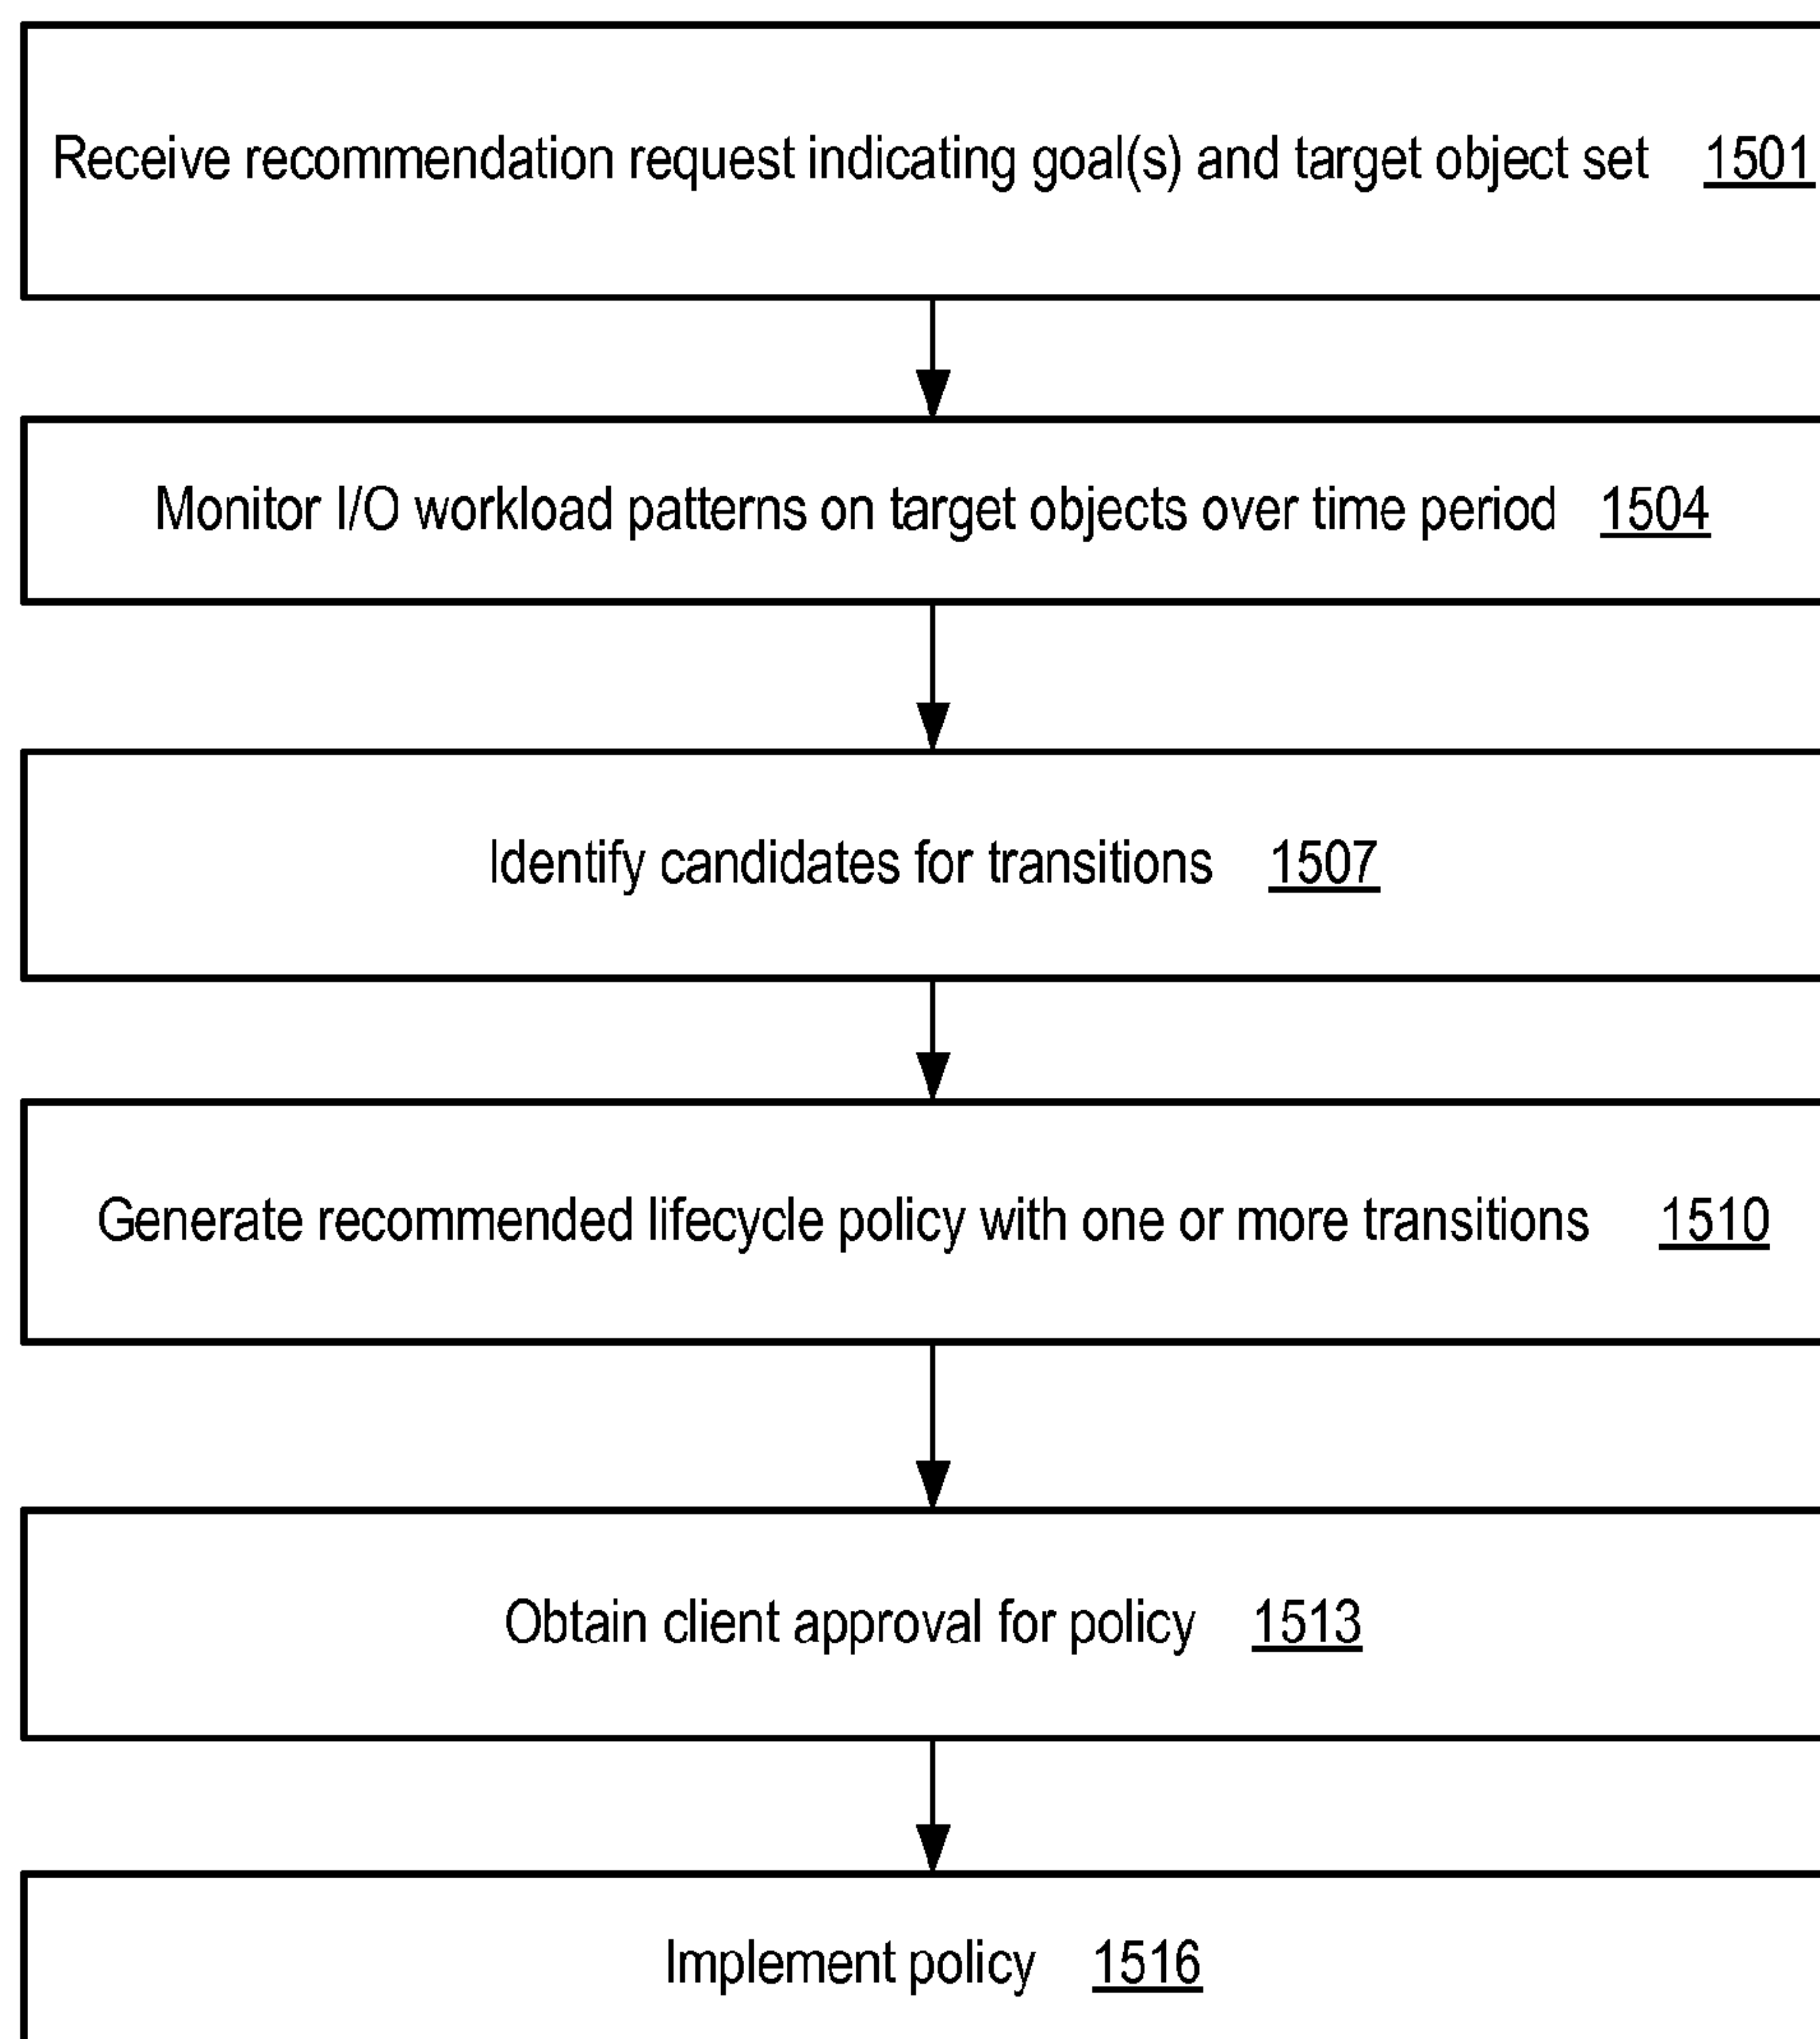 Receive recommendation request indicating goal(s) and target object set 1501
Monitor I/O workload patterns on target objects over time period 1504
Identify candidates for transitions 1507
Generate recommended lifecycle policy with one or more transitions 1510
Obtain client approval for policy 1513
Implement policy 1516